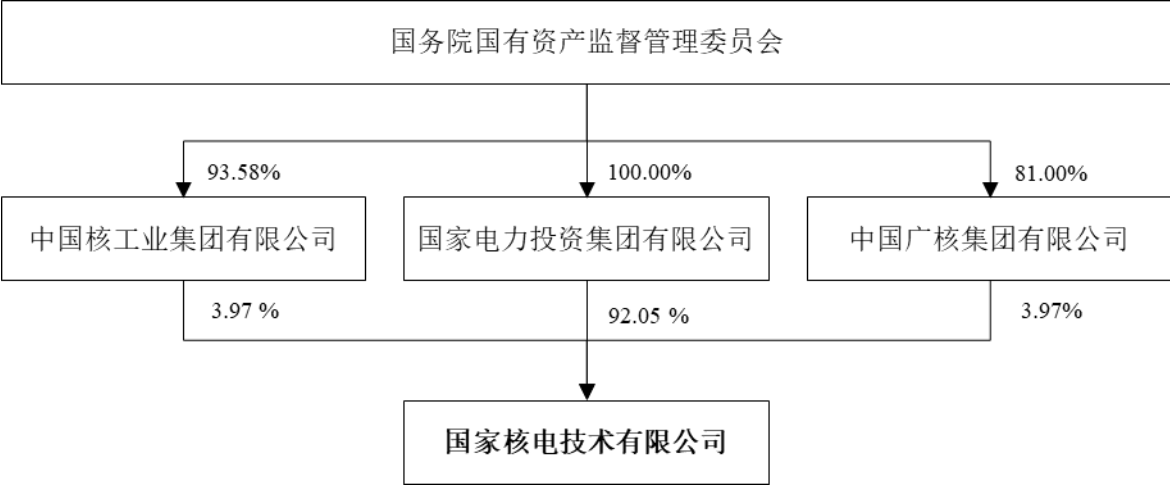 国务院国有资产监督管理委员会
93.58%
100.00%
81.00%
中国核工业集团有限公司
国家电力投资集团有限公司
中国广核集团有限公司
3.97 %
92.05 %
3.97%
国家核电技术有限公司